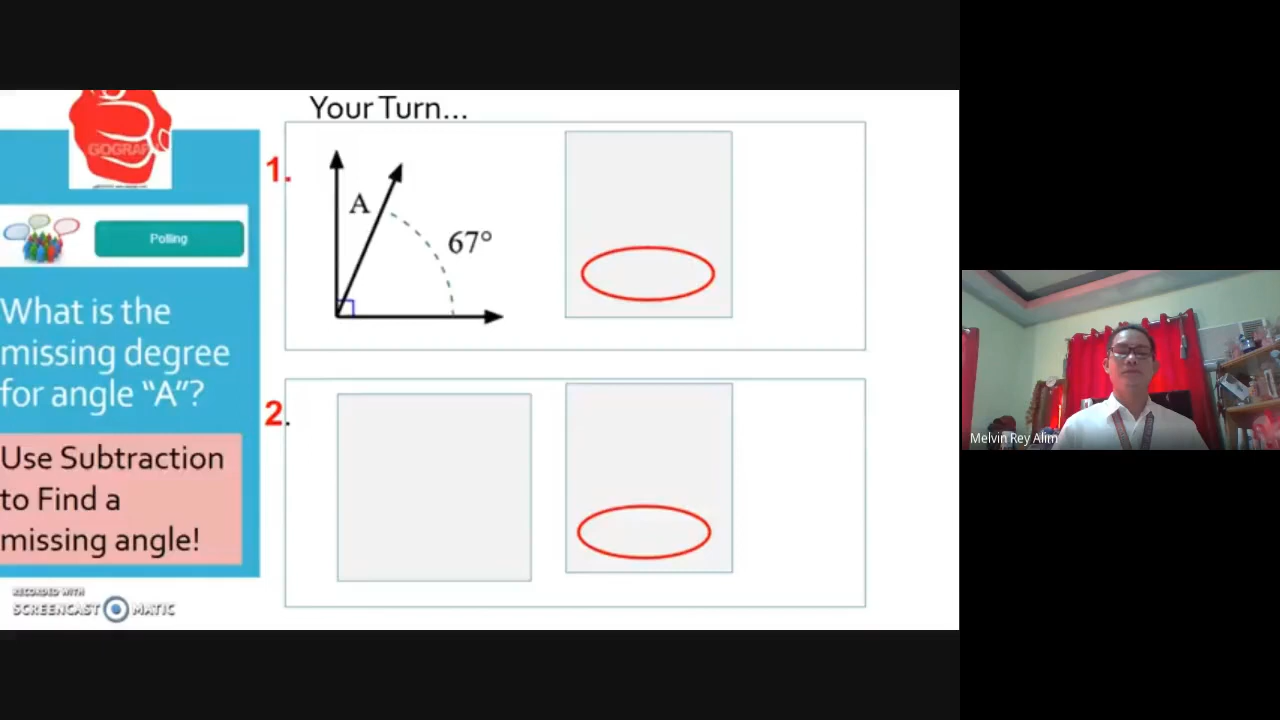 Your Turn...
GOGRAPH
1.
A
67°
Polling
What is the
missing degree
for angle “A”?
Use Subtraction
to Find a
missing angle!
2.
RECORDED WITH
SCREENCAST MATIC
Melvin Rey Alim